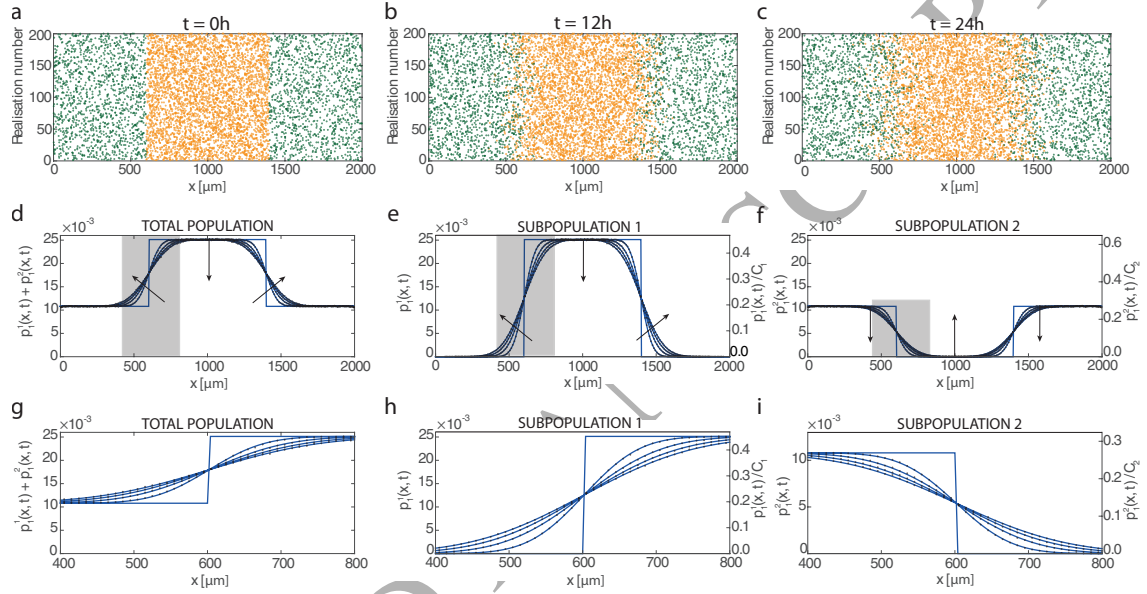 a
t = 0h
b
t = 12h
c
t = 24h
Realisation number
200
150
100
50
0
0
500
1000
1500
2000
x [µm]
Realisation number
200
150
100
50
0
0
500
1000
1500
2000
x [µm]
Realisation number
200
150
100
50
0
0
500
1000
1500
2000
x [µm]
d
×10⁻³
TOTAL POPULATION
p₁¹(x, t) + p₁²(x, t)
25
20
15
10
5
0
0
500
1000
1500
2000
x [µm]
e
×10⁻³
SUBPOPULATION 1
p₁¹(x, t)
25
20
15
10
5
0
0.4
0.3
0.2
0.1
0.0
p₁¹(x, t)/C₁
0
500
1000
1500
2000
x [µm]
f
×10⁻³
SUBPOPULATION 2
p₁²(x, t)
25
20
15
10
5
0
0.6
0.4
0.2
0.0
p₁²(x, t)/C₂
0
500
1000
1500
2000
x [µm]
g
×10⁻³
TOTAL POPULATION
p₁¹(x, t) + p₁²(x, t)
25
20
15
10
5
0
400
500
600
700
800
x [µm]
h
×10⁻³
SUBPOPULATION 1
p₁¹(x, t)
25
20
15
10
5
0
0.4
0.3
0.2
0.1
0.0
p₁¹(x, t)/C₁
400
500
600
700
800
x [µm]
i
×10⁻³
SUBPOPULATION 2
p₁²(x, t)
10
5
0
0.3
0.2
0.1
0.0
p₁²(x, t)/C₂
400
500
600
700
800
x [µm]